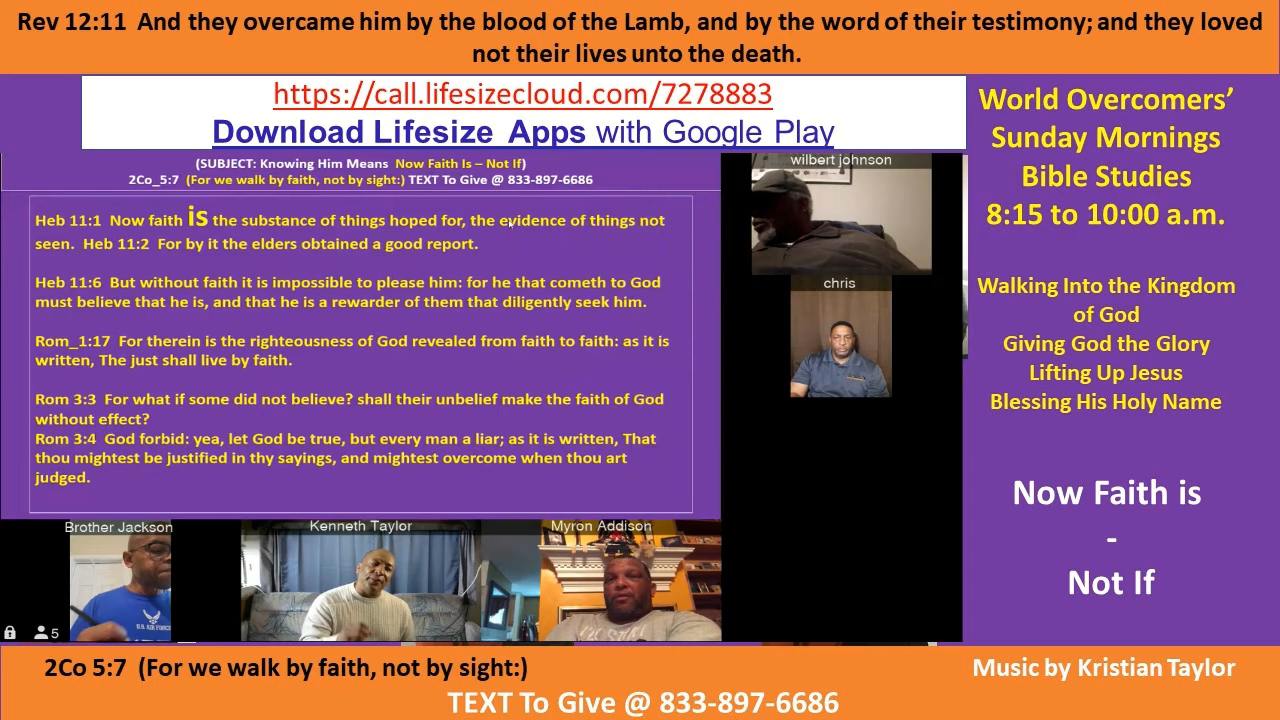 Rev 12:11 And they overcame him by the blood of the Lamb, and by the word of their testimony; and they loved
not their lives unto the death.
https://call.lifesizecloud.com/7278883
Download Lifesize Apps with Google Play
(SUBJECT: Knowing Him Means Now Faith Is – Not If)
2Co_5:7 (For we walk by faith, not by sight:) TEXT To Give @ 833-897-6686
Heb 11:1 Now faith is the substance of things hoped for, the evidence of things not
seen. Heb 11:2 For by it the elders obtained a good report.
Heb 11:6 But without faith it is impossible to please him: for he that cometh to God
must believe that he is, and that he is a rewarder of them that diligently seek him.
Rom_1:17 For therein is the righteousness of God revealed from faith to faith: as it is
written, The just shall live by faith.
Rom 3:3 For what if some did not believe? shall their unbelief make the faith of God
without effect?
Rom 3:4 God forbid: yea, let God be true, but every man a liar; as it is written, That
thou mightest be justified in thy sayings, and mightest overcome when thou art
judged.
wilbert johnson
chris
Brother Jackson
Kenneth Taylor
Myron Addison
U.S. AIR FORCE
5
World Overcomers’
Sunday Mornings
Bible Studies
8:15 to 10:00 a.m.
Walking Into the Kingdom
of God
Giving God the Glory
Lifting Up Jesus
Blessing His Holy Name
Now Faith is
-
Not If
2Co 5:7 (For we walk by faith, not by sight:)
Music by Kristian Taylor
TEXT To Give @ 833-897-6686